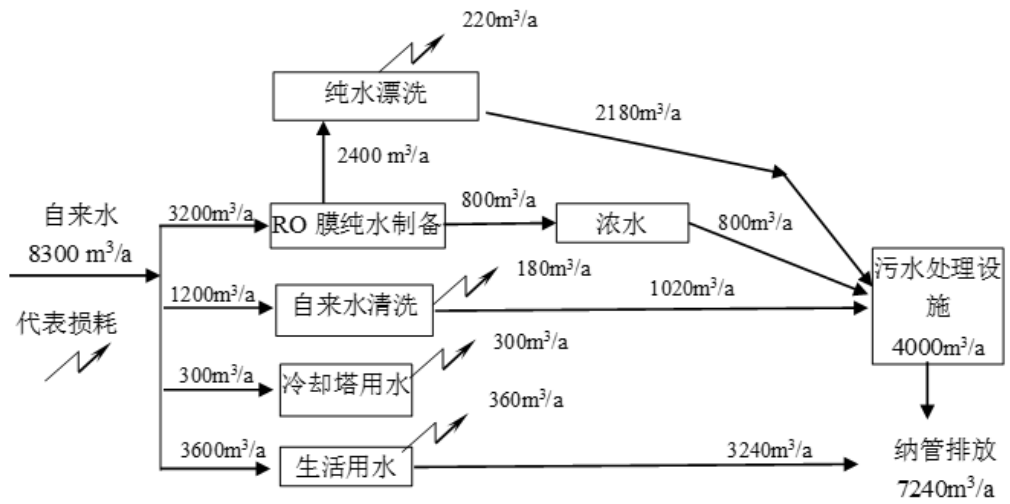 220m³/a
纯水漂洗
2180m³/a
2400 m³/a
自来水
8300 m³/a
3200m³/a
RO 膜纯水制备
800m³/a
浓水
800m³/a
污水处理设
施
4000m³/a
1200m³/a
自来水清洗
180m³/a
1020m³/a
代表损耗
300m³/a
冷却塔用水
300m³/a
3600m³/a
生活用水
360m³/a
3240m³/a
纳管排放
7240m³/a